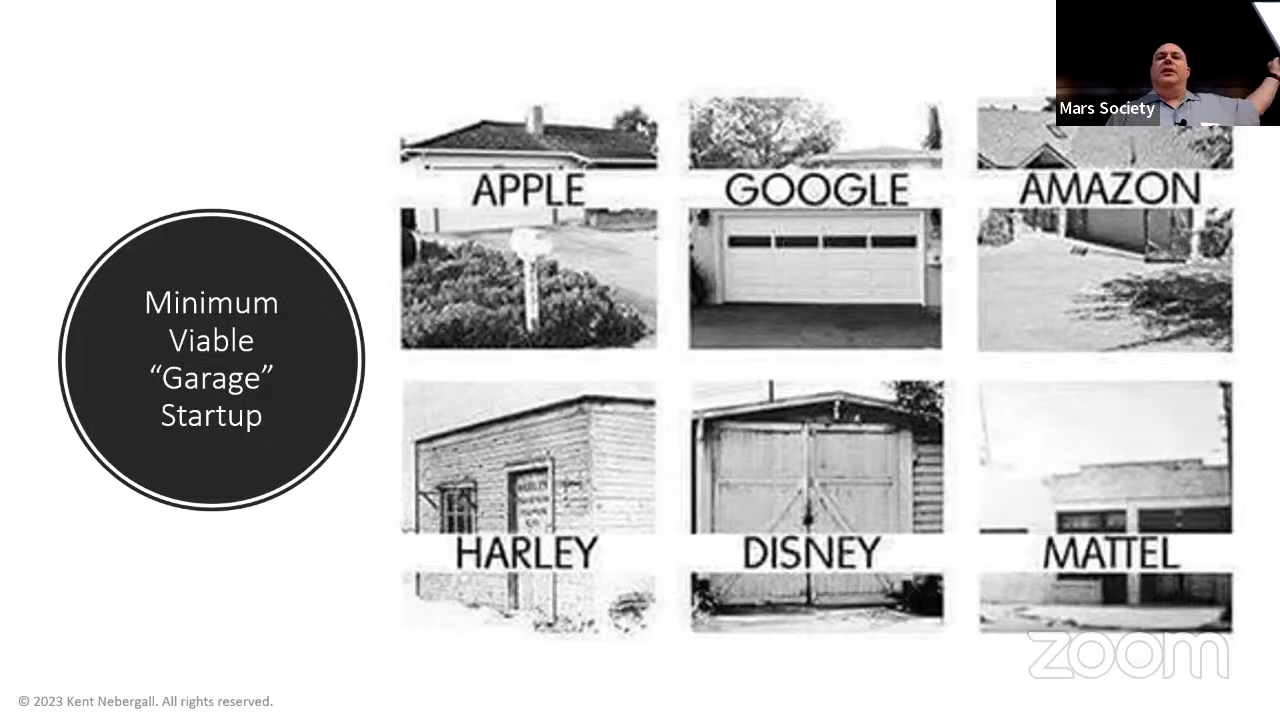 Mars Society
Minimum
Viable
“Garage”
Startup
APPLE
GOOGLE
AMAZON
HARLEY
DISNEY
MATTEL
zoom
© 2023 Kent Nebergall. All rights reserved.